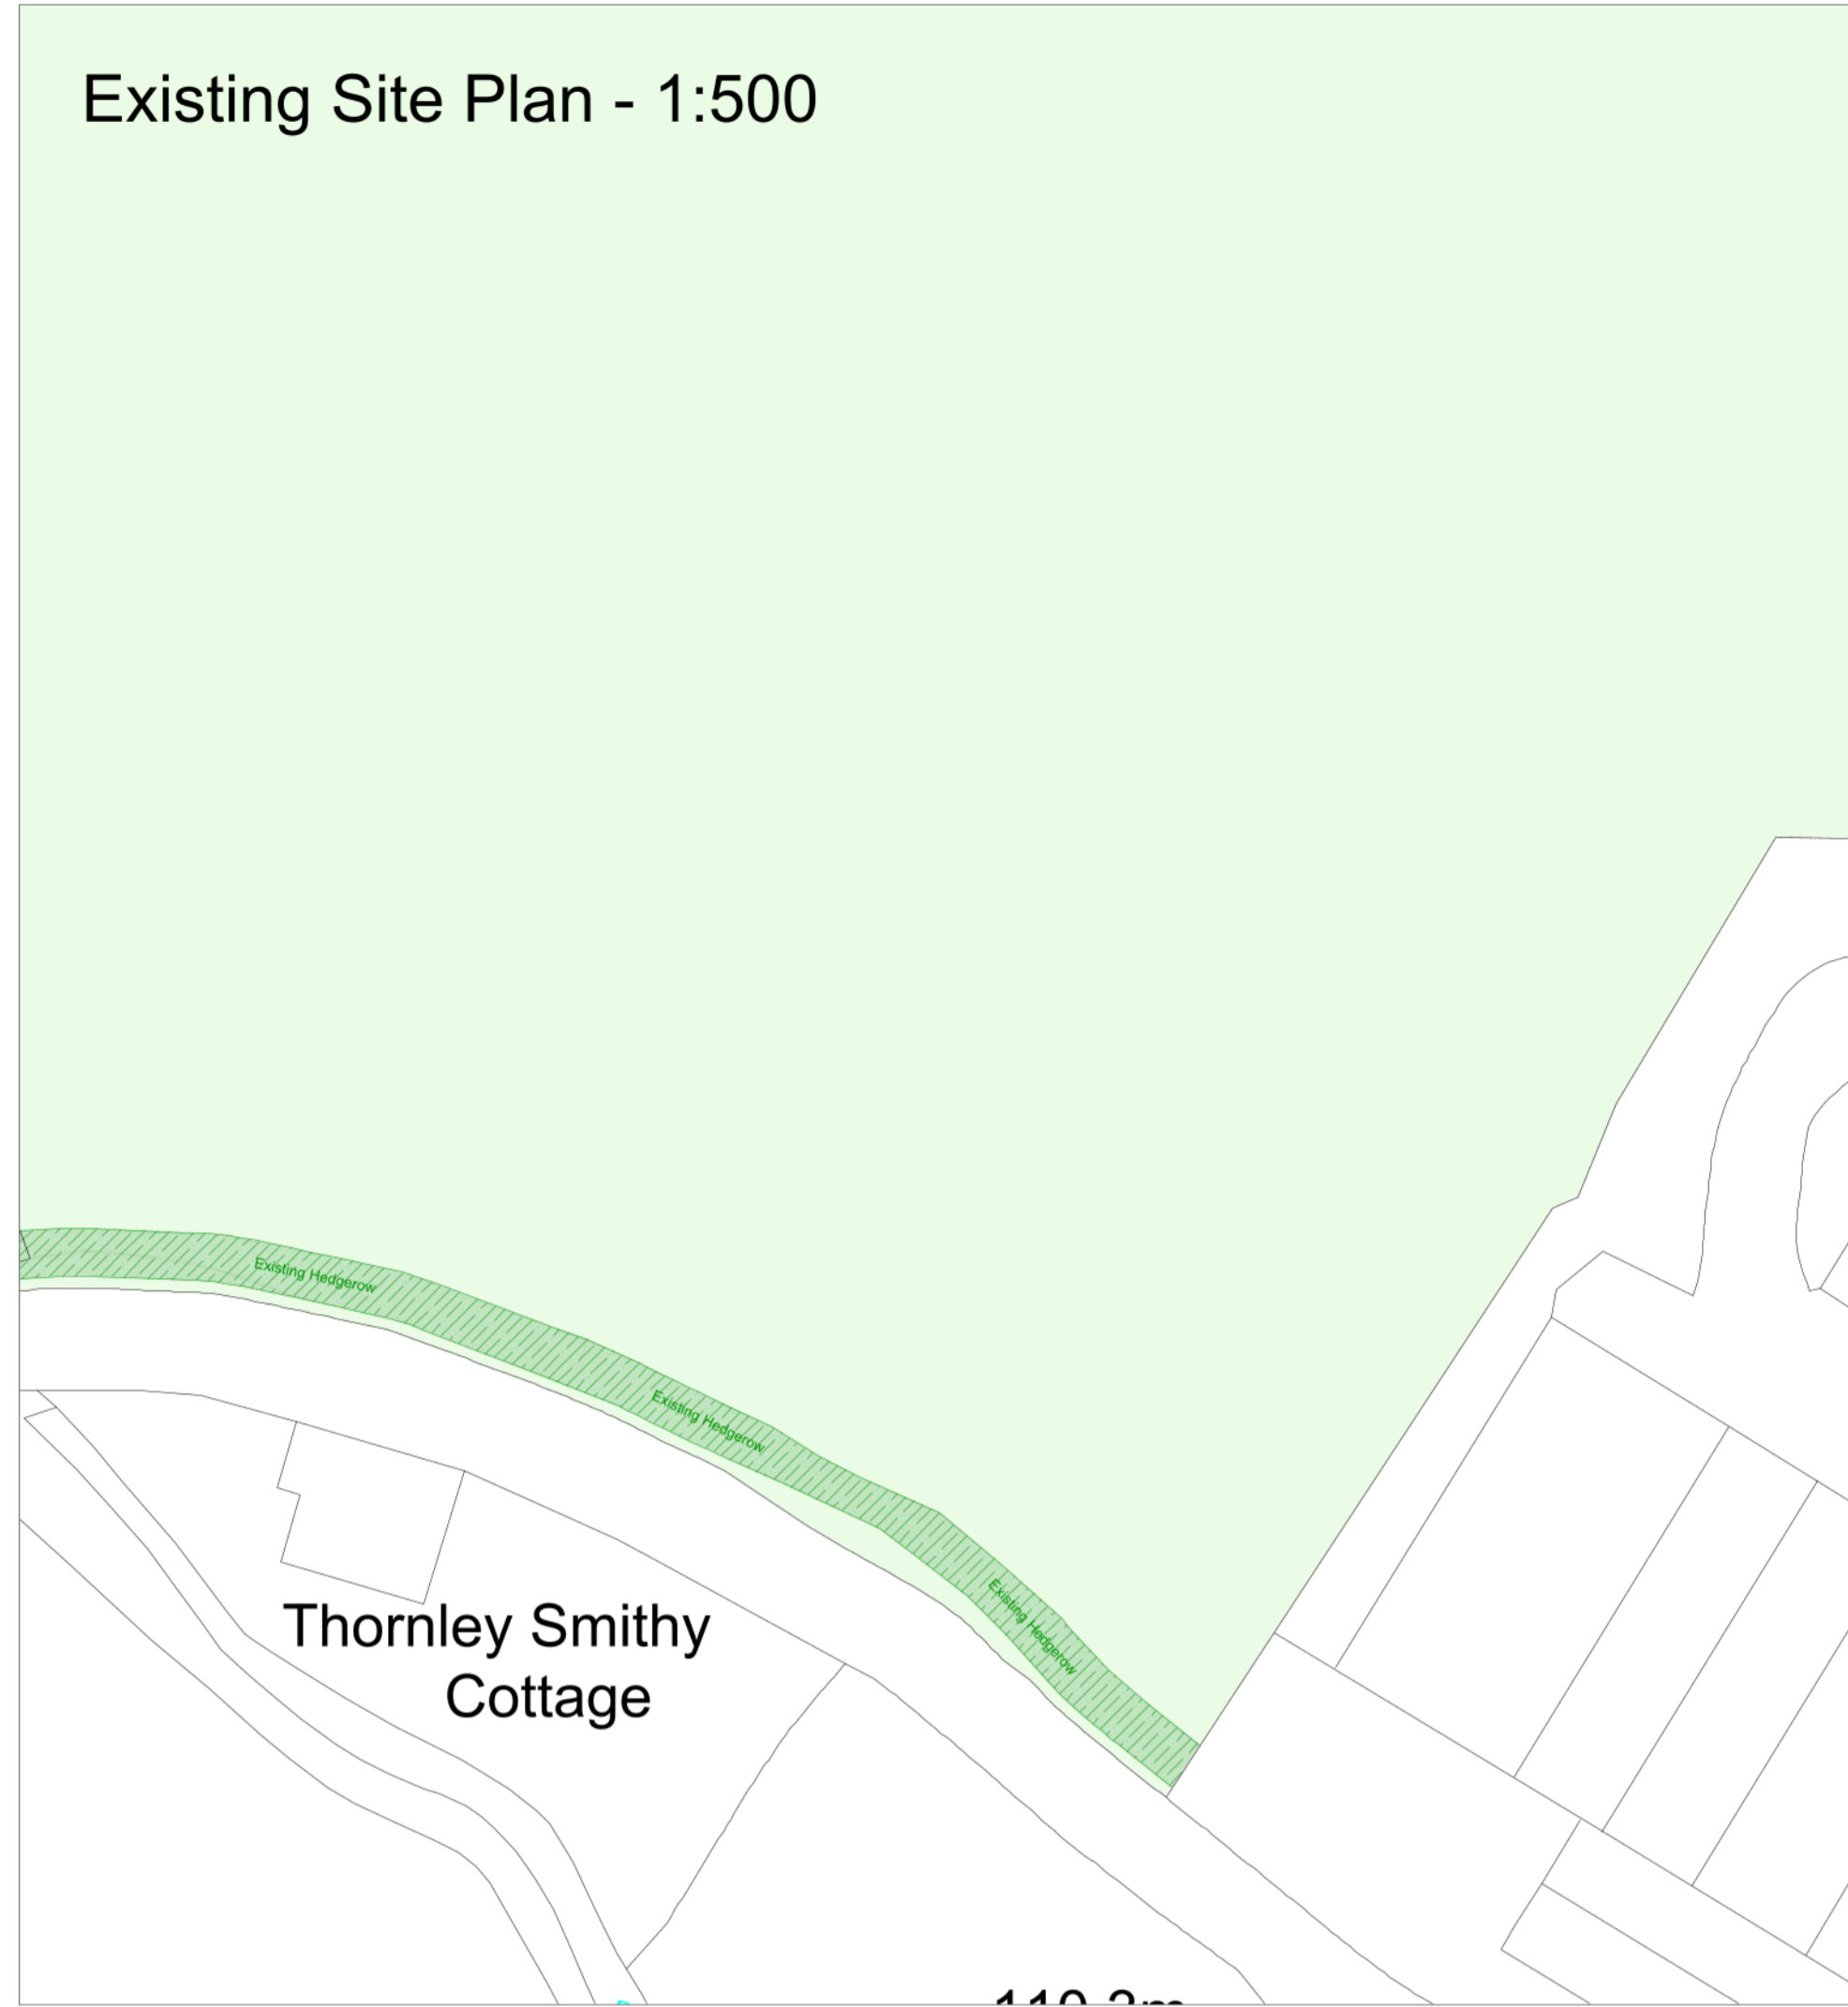 Existing Site Plan - 1:500
Existing Hedgerow
Existing Hedgerow
Existing Hedgerow
Thornley Smithy
Cottage